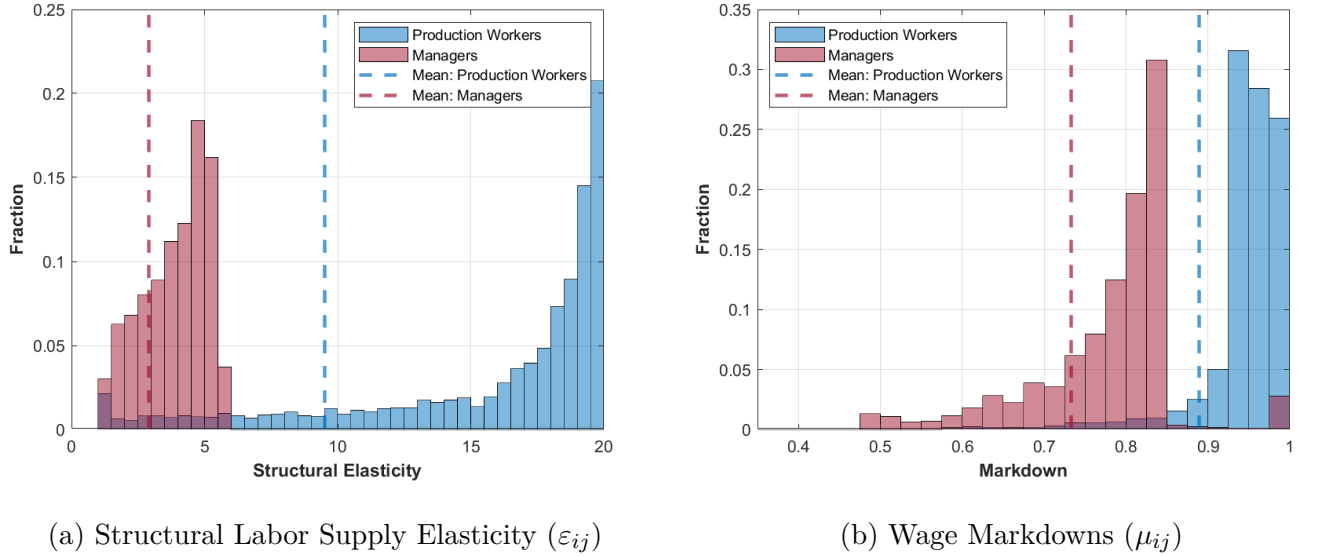 0.25
0.2
0.15
0.1
0.05
0
Fraction
0
5
10
15
20
Structural Elasticity
Production Workers
Managers
Mean: Production Workers
Mean: Managers
(a) Structural Labor Supply Elasticity (εij)
0.35
0.3
0.25
0.2
0.15
0.1
0.05
0
Fraction
0.4
0.5
0.6
0.7
0.8
0.9
1
Markdown
Production Workers
Managers
Mean: Production Workers
Mean: Managers
(b) Wage Markdowns (μij)